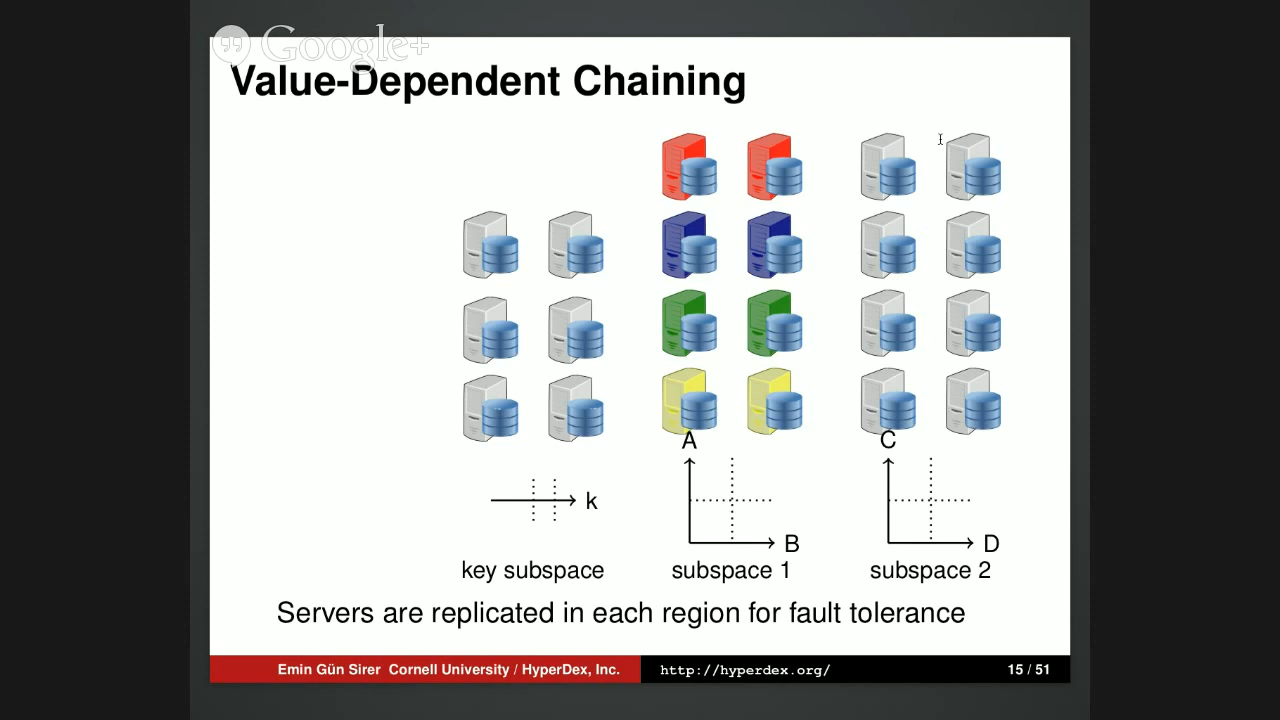 Google+
Value-Dependent Chaining
A
C
k
B
D
key subspace
subspace 1
subspace 2
Servers are replicated in each region for fault tolerance
Emin Gün Sirer Cornell University / HyperDex, Inc.
http://hyperdex.org/
15 / 51